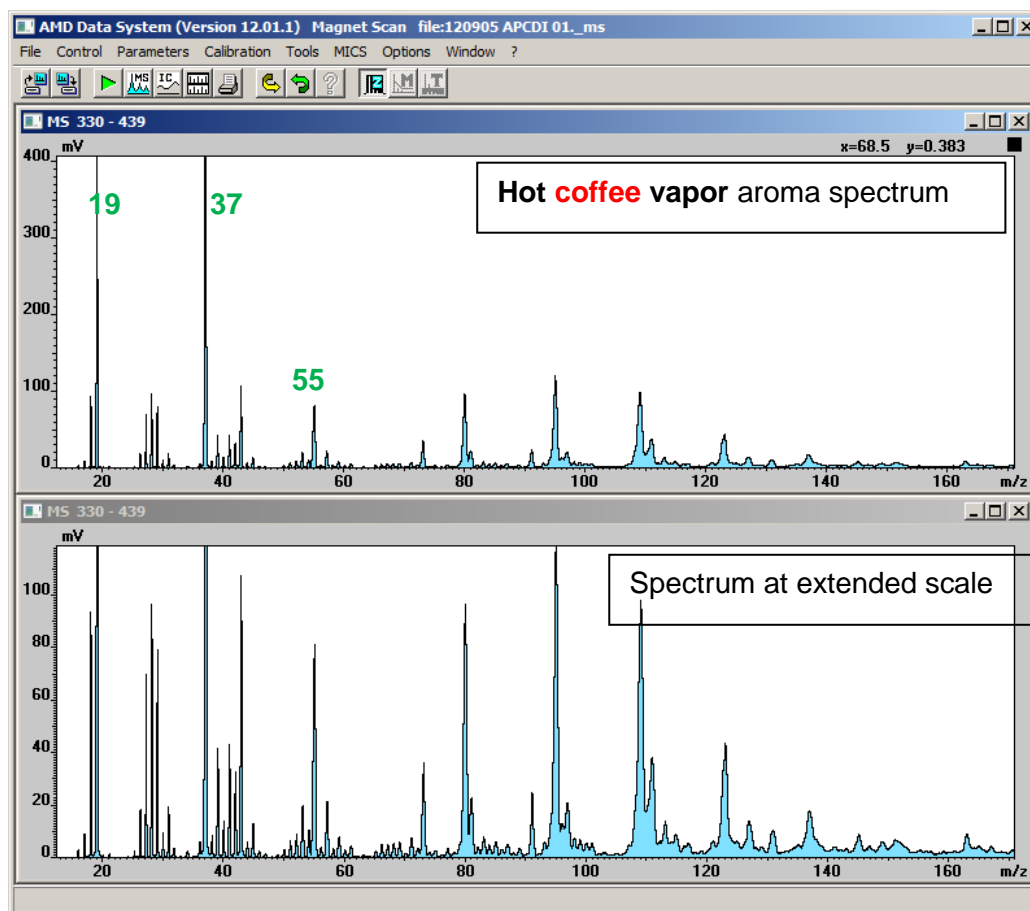 AMD Data System (Version 12.01.1) Magnet Scan file:120905 APCDI 01._ms
File Control Parameters Calibration Tools MICS Options Window ?
MS IC M T
MS 330 - 439
mV
x=68.5 y=0.383
400
300
200
100
0
19
37
55
Hot coffee vapor aroma spectrum
20 40 60 80 100 120 140 160 m/z
MS 330 - 439
mV
100
80
60
40
20
0
Spectrum at extended scale
20 40 60 80 100 120 140 160 m/z